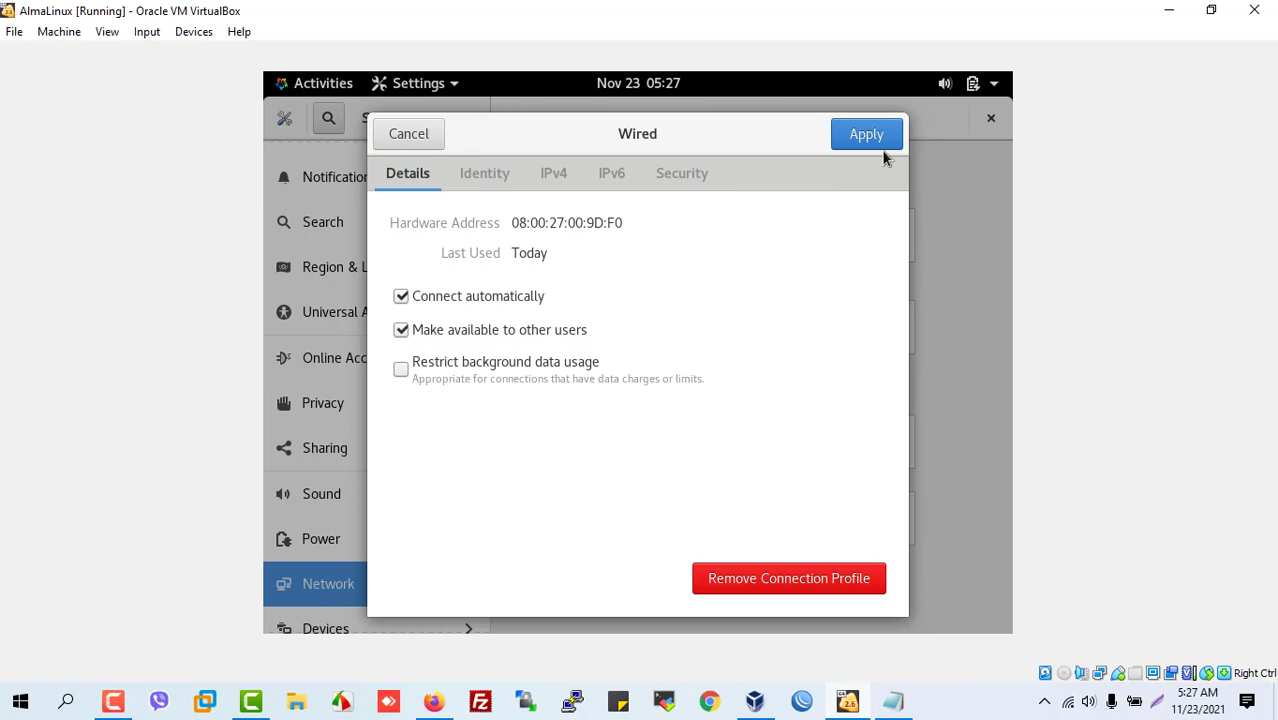 AlmaLinux [Running] - Oracle VM VirtualBox
File Machine View Input Devices Help
Activities Settings Nov 23 05:27
Cancel Wired Apply
Details Identity IPv4 IPv6 Security
Notification
Search
Region & L
Universal A
Online Acc
Privacy
Sharing
Sound
Power
Network
Devices
Hardware Address 08:00:27:00:9D:F0
Last Used Today
Connect automatically
Make available to other users
Restrict background data usage
Appropriate for connections that have data charges or limits.
Remove Connection Profile
Right Ctrl
5:27 AM
11/23/2021